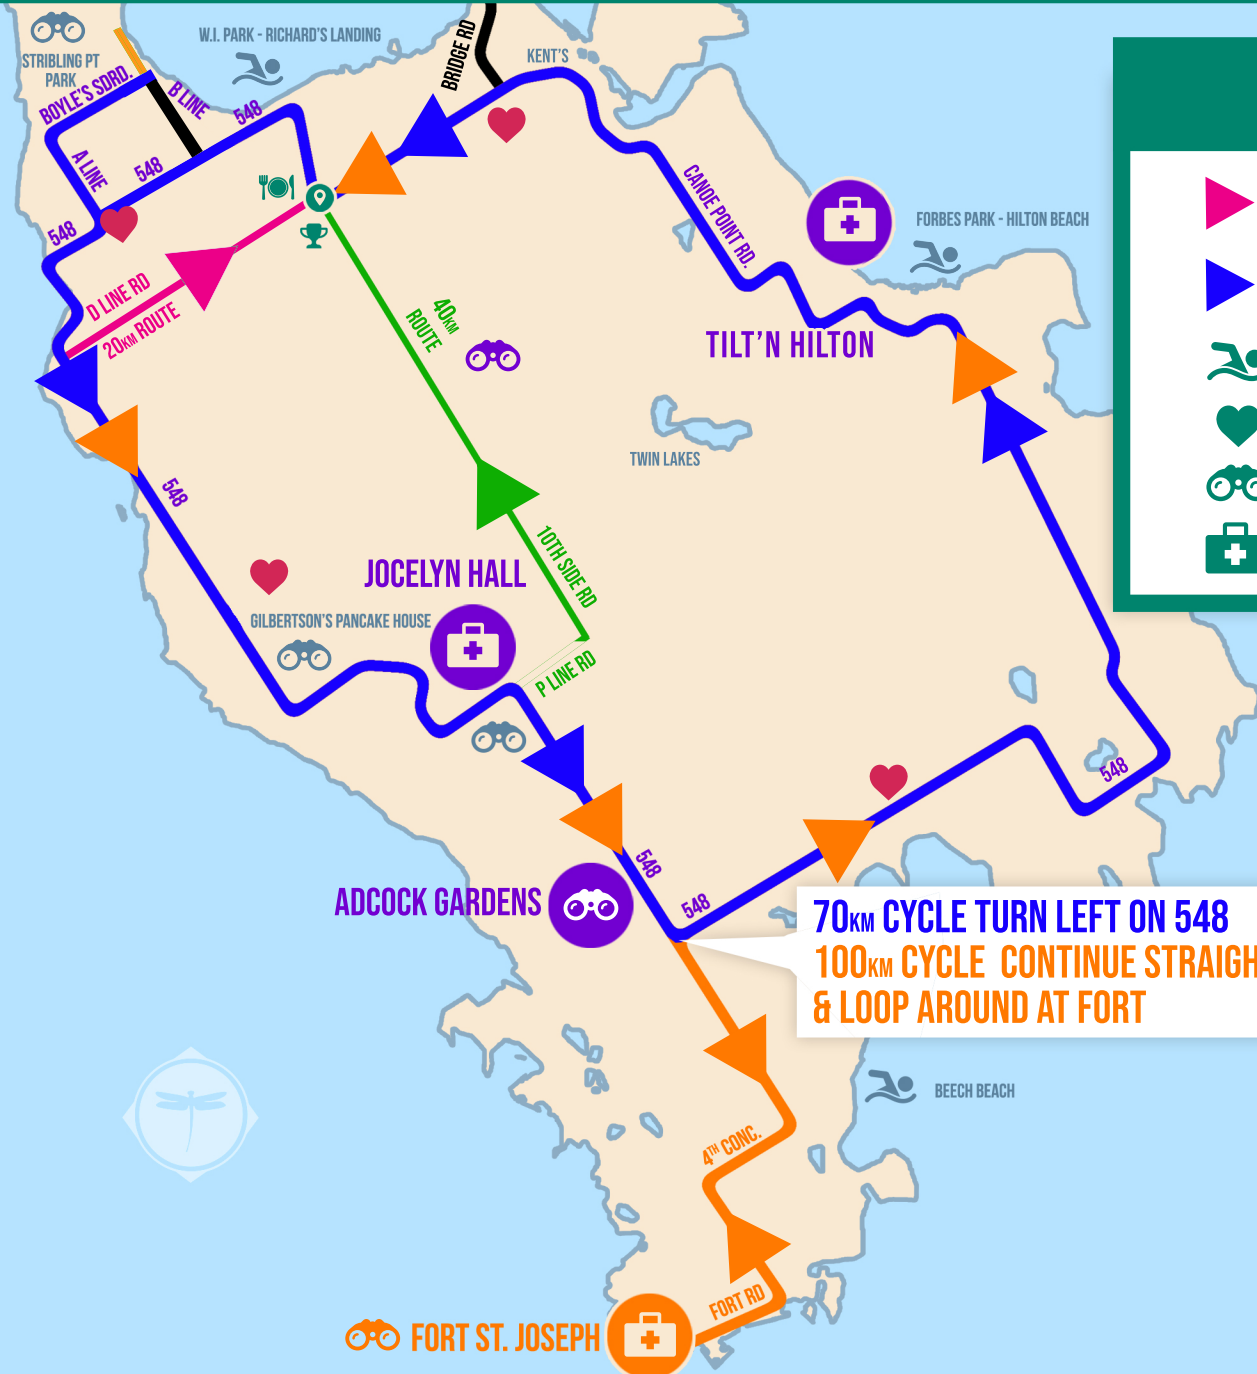 W.I. PARK - RICHARD'S LANDING
STRIBLING PT
PARK
BOYLE'S SDRD.
B LINE
548
BRIDGE RD
KENT'S
A LINE
548
548
CANOE POINT RD.
FORBES PARK - HILTON BEACH
D LINE RD
20KM ROUTE
40KM
ROUTE
TILT'N HILTON
TWIN LAKES
548
10TH SIDE RD
JOCELYN HALL
GILBERTSON'S PANCAKE HOUSE
P LINE RD
548
548
548
ADCOCK GARDENS
70KM CYCLE TURN LEFT ON 548
100KM CYCLE CONTINUE STRAIGH
& LOOP AROUND AT FORT
BEECH BEACH
4TH CONC.
FORT RD
FORT ST. JOSEPH